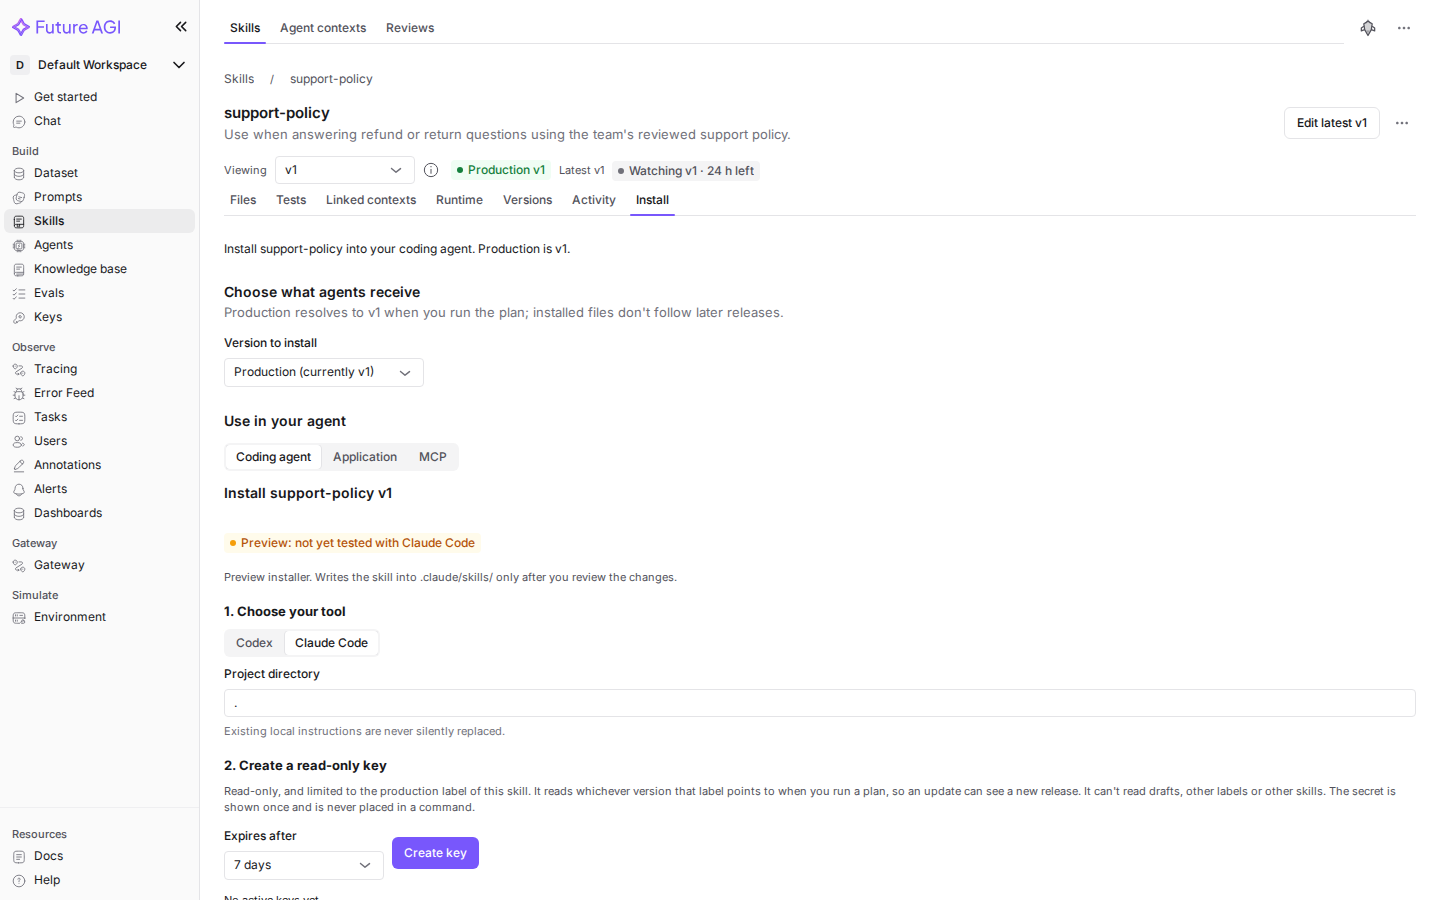 Future AGI
D Default Workspace
Get started
Chat
Build
Dataset
Prompts
Skills
Agents
Knowledge base
Evals
Keys
Observe
Tracing
Error Feed
Tasks
Users
Annotations
Alerts
Dashboards
Gateway
Gateway
Simulate
Environment
Resources
Docs
Help
Skills Agent contexts Reviews
Skills / support-policy
support-policy
Use when answering refund or return questions using the team's reviewed support policy.
Edit latest v1
Viewing v1 Production v1 Latest v1 Watching v1 · 24 h left
Files Tests Linked contexts Runtime Versions Activity Install
Install support-policy into your coding agent. Production is v1.
Choose what agents receive
Production resolves to v1 when you run the plan; installed files don't follow later releases.
Version to install
Production (currently v1)
Use in your agent
Coding agent Application MCP
Install support-policy v1
Preview: not yet tested with Claude Code
Preview installer. Writes the skill into .claude/skills/ only after you review the changes.
1. Choose your tool
Codex Claude Code
Project directory
.
Existing local instructions are never silently replaced.
2. Create a read-only key
Read-only, and limited to the production label of this skill. It reads whichever version that label points to when you run a plan, so an update can see a new release. It can't read drafts, other labels or other skills. The secret is
shown once and is never placed in a command.
Expires after
7 days
Create key
No active keys yet